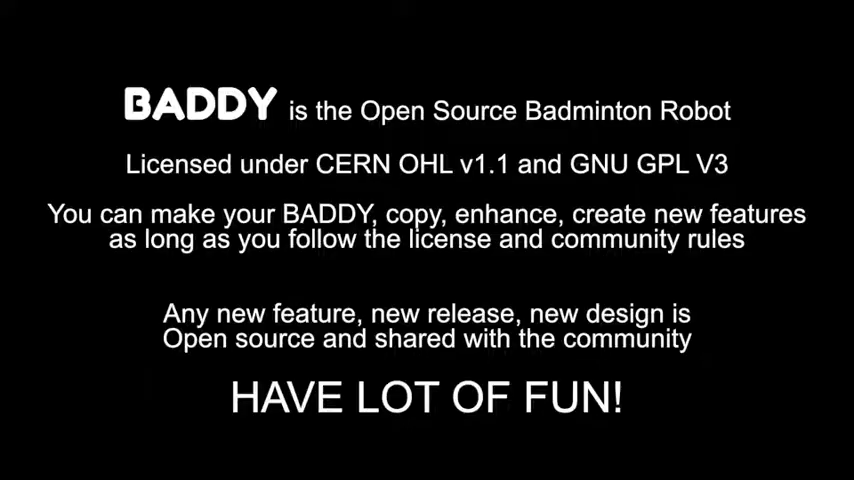 BADDY is the Open Source Badminton Robot
Licensed under CERN OHL v1.1 and GNU GPL V3
You can make your BADDY, copy, enhance, create new features
as long as you follow the license and community rules
Any new feature, new release, new design is
Open source and shared with the community
HAVE LOT OF FUN!